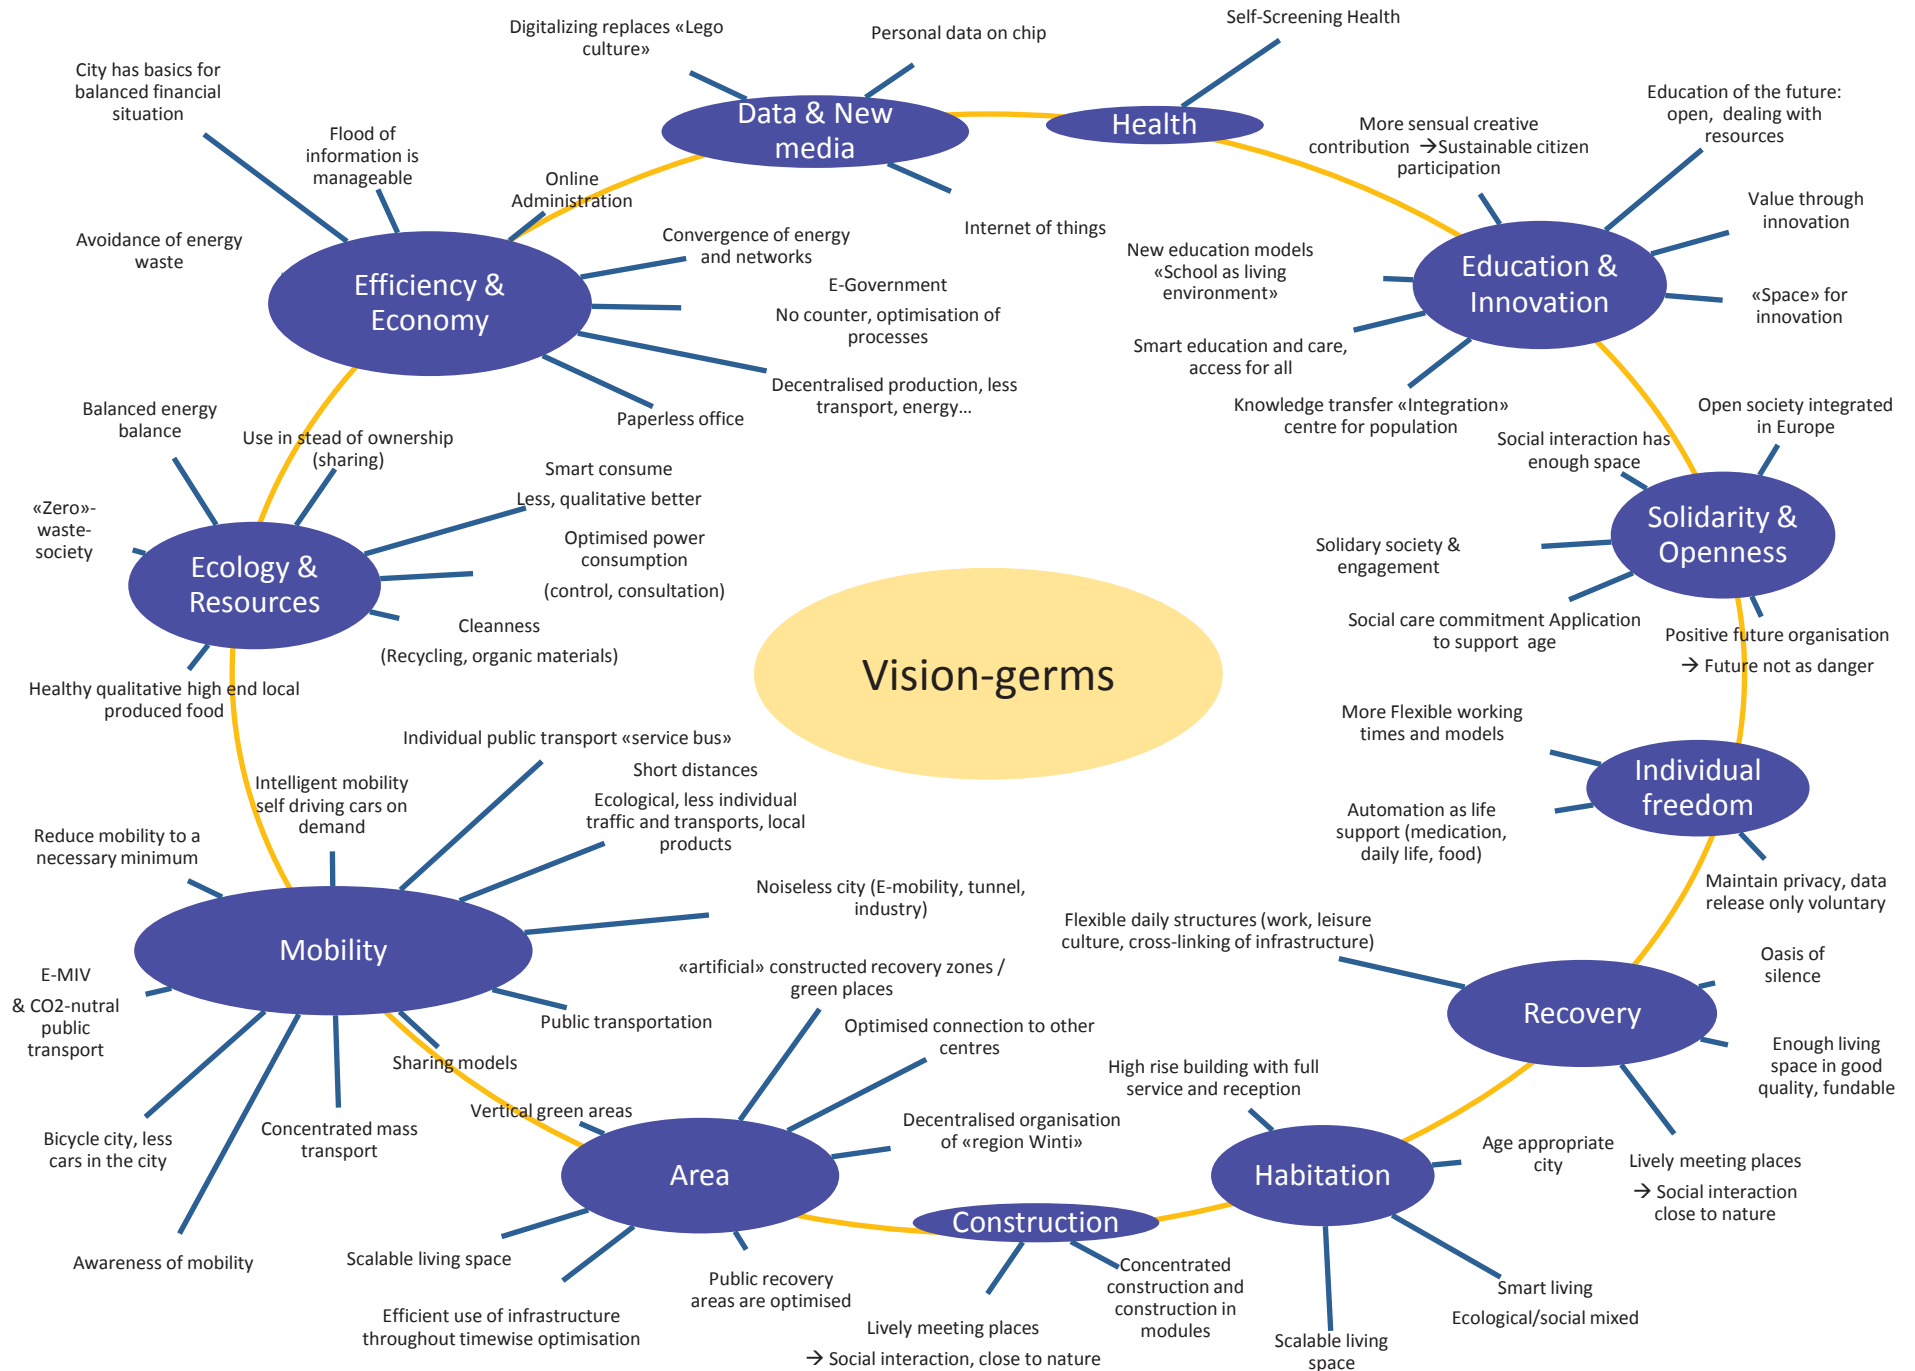 Digitalizing replaces «Lego
culture»
Personal data on chip
Self-Screening Health
City has basics for
balanced financial
situation
Flood of
information is
manageable
Data & New
media
Health
More sensual creative
contribution →Sustainable citizen
participation
Education of the future:
open,  dealing with
resources
Online
Administration
Internet of things
Value through
innovation
Avoidance of energy
waste
Efficiency &
Economy
Convergence of energy
and networks
E-Government
No counter, optimisation of
processes
New education models
«School as living
environment»
Education &
Innovation
«Space» for
innovation
Smart education and care,
access for all
Decentralised production, less
transport, energy...
Paperless office
Knowledge transfer «Integration»
centre for population
Balanced energy
balance
Use in stead of ownership
(sharing)
Social interaction has
enough space
Open society integrated
in Europe
Smart consume
Less, qualitative better
«Zero»-
waste-
society
Ecology &
Resources
Optimised power
consumption
(control, consultation)
Solidarity &
Openness
Solidary society &
engagement
Cleanness
(Recycling, organic materials)
Social care commitment Application
to support  age
Positive future organisation
→ Future not as danger
Healthy qualitative high end local
produced food
Vision-germs
Individual public transport «service bus»
More Flexible working
times and models
Short distances
Ecological, less individual
traffic and transports, local
products
Intelligent mobility
self driving cars on
demand
Individual
freedom
Reduce mobility to a
necessary minimum
Automation as life
support (medication,
daily life, food)
Noiseless city (E-mobility, tunnel,
industry)
Maintain privacy, data
release only voluntary
Flexible daily structures (work, leisure
culture, cross-linking of infrastructure)
Mobility
«artificial» constructed recovery zones /
green places
Oasis of
silence
E-MIV
& CO2-nutral
public
transport
Recovery
Public transportation
Optimised connection to other
centres
Enough living
space in good
quality, fundable
Sharing models
High rise building with full
service and reception
Vertical green areas
Bicycle city, less
cars in the city
Concentrated mass
transport
Decentralised organisation
of «region Winti»
Age appropriate
city
Area
Habitation
Lively meeting places
→ Social interaction
close to nature
Construction
Awareness of mobility
Scalable living space
Public recovery
areas are optimised
Concentrated
construction and
construction in
modules
Smart living
Ecological/social mixed
Efficient use of infrastructure
throughout timewise optimisation
Lively meeting places
→ Social interaction, close to nature
Scalable living
space